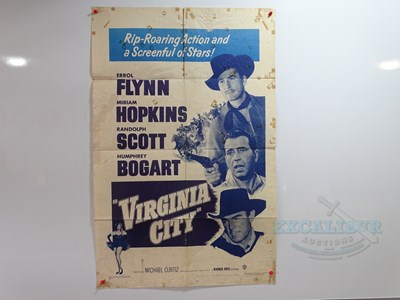 Rip-Roaring Action and
a Screenful of Stars!
ERROL
FLYNN
MIRIAM
HOPKINS
RANDOLPH
SCOTT
HUMPHREY
BOGART
"VIRGINIA
CITY"
MICHAEL CURTIZ
EXCALIBUR
AUCTIONS